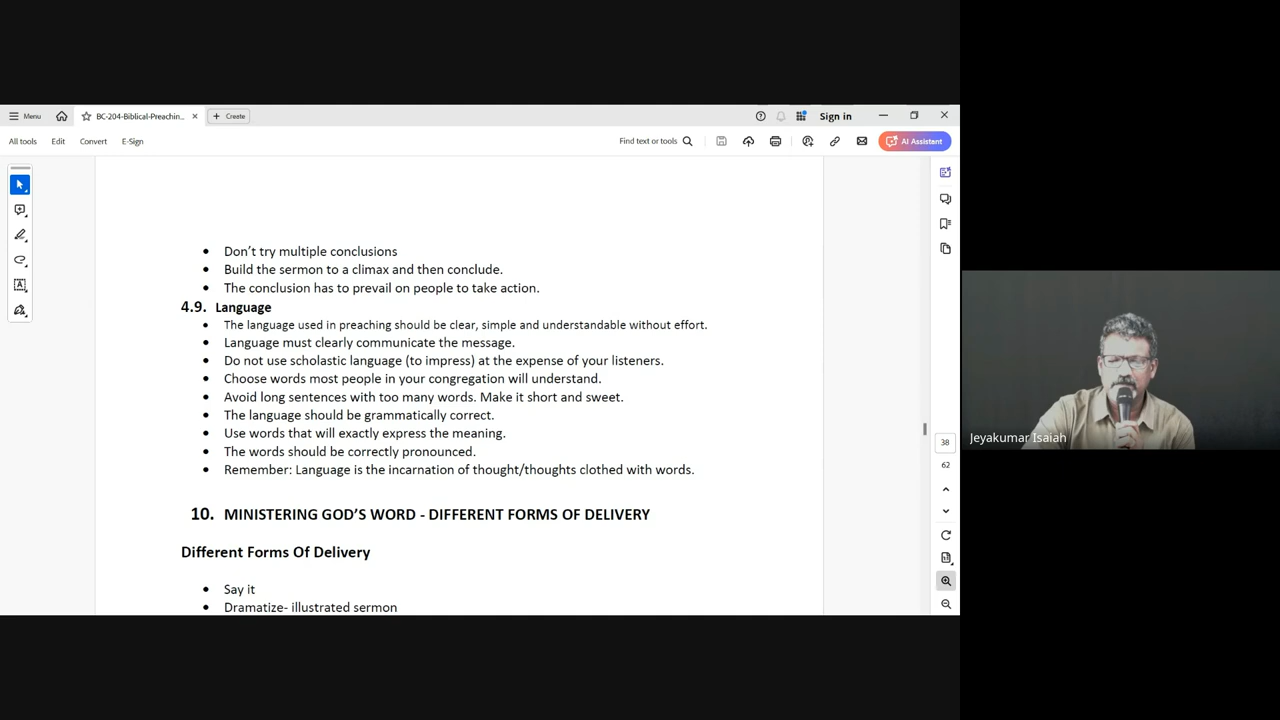 Menu
BC-204-Biblical-Preachin...
Create
Sign in
All tools
Edit
Convert
E-Sign
Find text or tools
AI Assistant
• Don't try multiple conclusions
• Build the sermon to a climax and then conclude.
• The conclusion has to prevail on people to take action.
4.9. Language
• The language used in preaching should be clear, simple and understandable without effort.
• Language must clearly communicate the message.
• Do not use scholastic language (to impress) at the expense of your listeners.
• Choose words most people in your congregation will understand.
• Avoid long sentences with too many words. Make it short and sweet.
• The language should be grammatically correct.
• Use words that will exactly express the meaning.
• The words should be correctly pronounced.
• Remember: Language is the incarnation of thought/thoughts clothed with words.
10. MINISTERING GOD'S WORD - DIFFERENT FORMS OF DELIVERY
Different Forms Of Delivery
• Say it
• Dramatize- illustrated sermon
38
62
Jeyakumar Isaiah